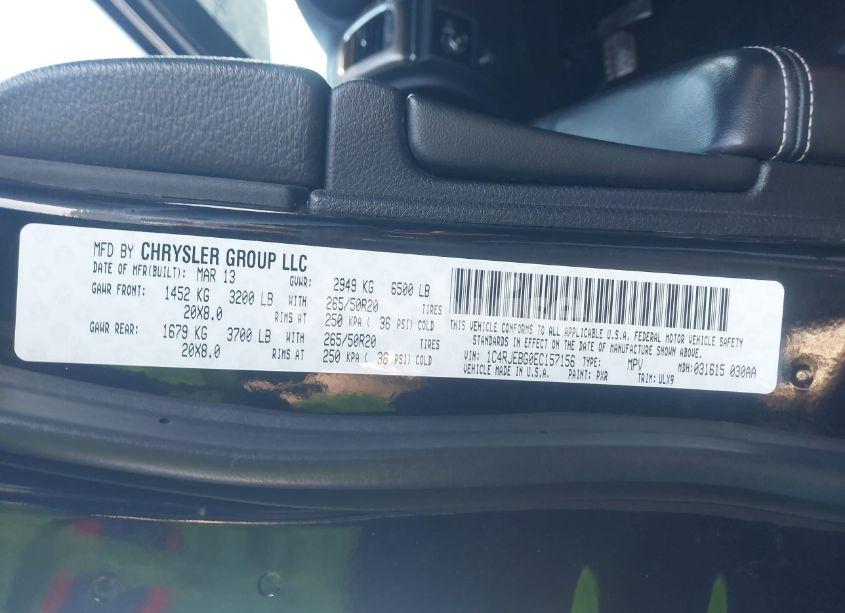 MFD BY CHRYSLER GROUP LLC
DATE OF MFR(BUILT): MAR 13 GVWR: 2949 KG 6500 LB
GAWR FRONT: 1452 KG 3200 LB WITH 265/50R20 TIRES
20X8.0 RIMS AT 250 KPA ( 36 PSI) COLD
GAWR REAR: 1679 KG 3700 LB WITH 265/50R20 TIRES
20X8.0 RIMS AT 250 KPA ( 36 PSI) COLD
THIS VEHICLE CONFORMS TO ALL APPLICABLE U.S.A. FEDERAL MOTOR VEHICLE SAFETY
STANDARDS IN EFFECT ON THE DATE OF MANUFACTURE SHOWN ABOVE.
VIN: 1C4RJEBG0EC157156 TYPE: MPV MDH: 031615 030AA
VEHICLE MADE IN U.S.A. PAINT: PXR TRIM: ULX9